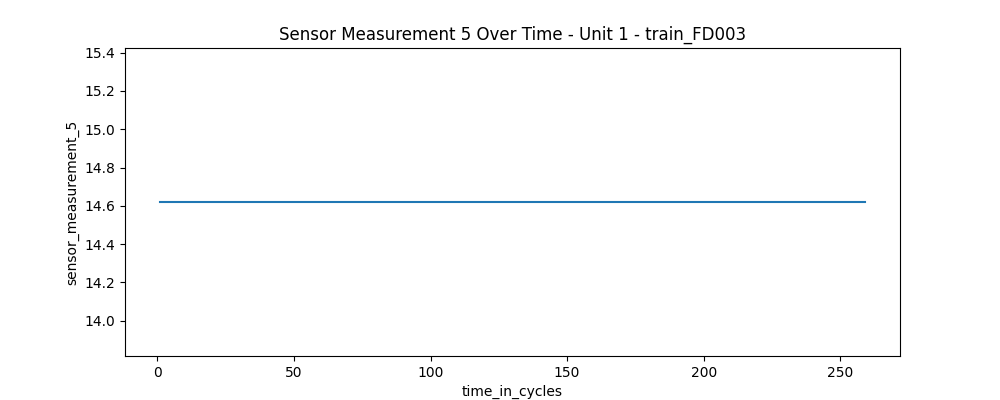 Sensor Measurement 5 Over Time - Unit 1 - train_FD003
15.4
15.2
15.0
14.8
14.6
14.4
14.2
14.0
sensor_measurement_5
0 50 100 150 200 250
time_in_cycles